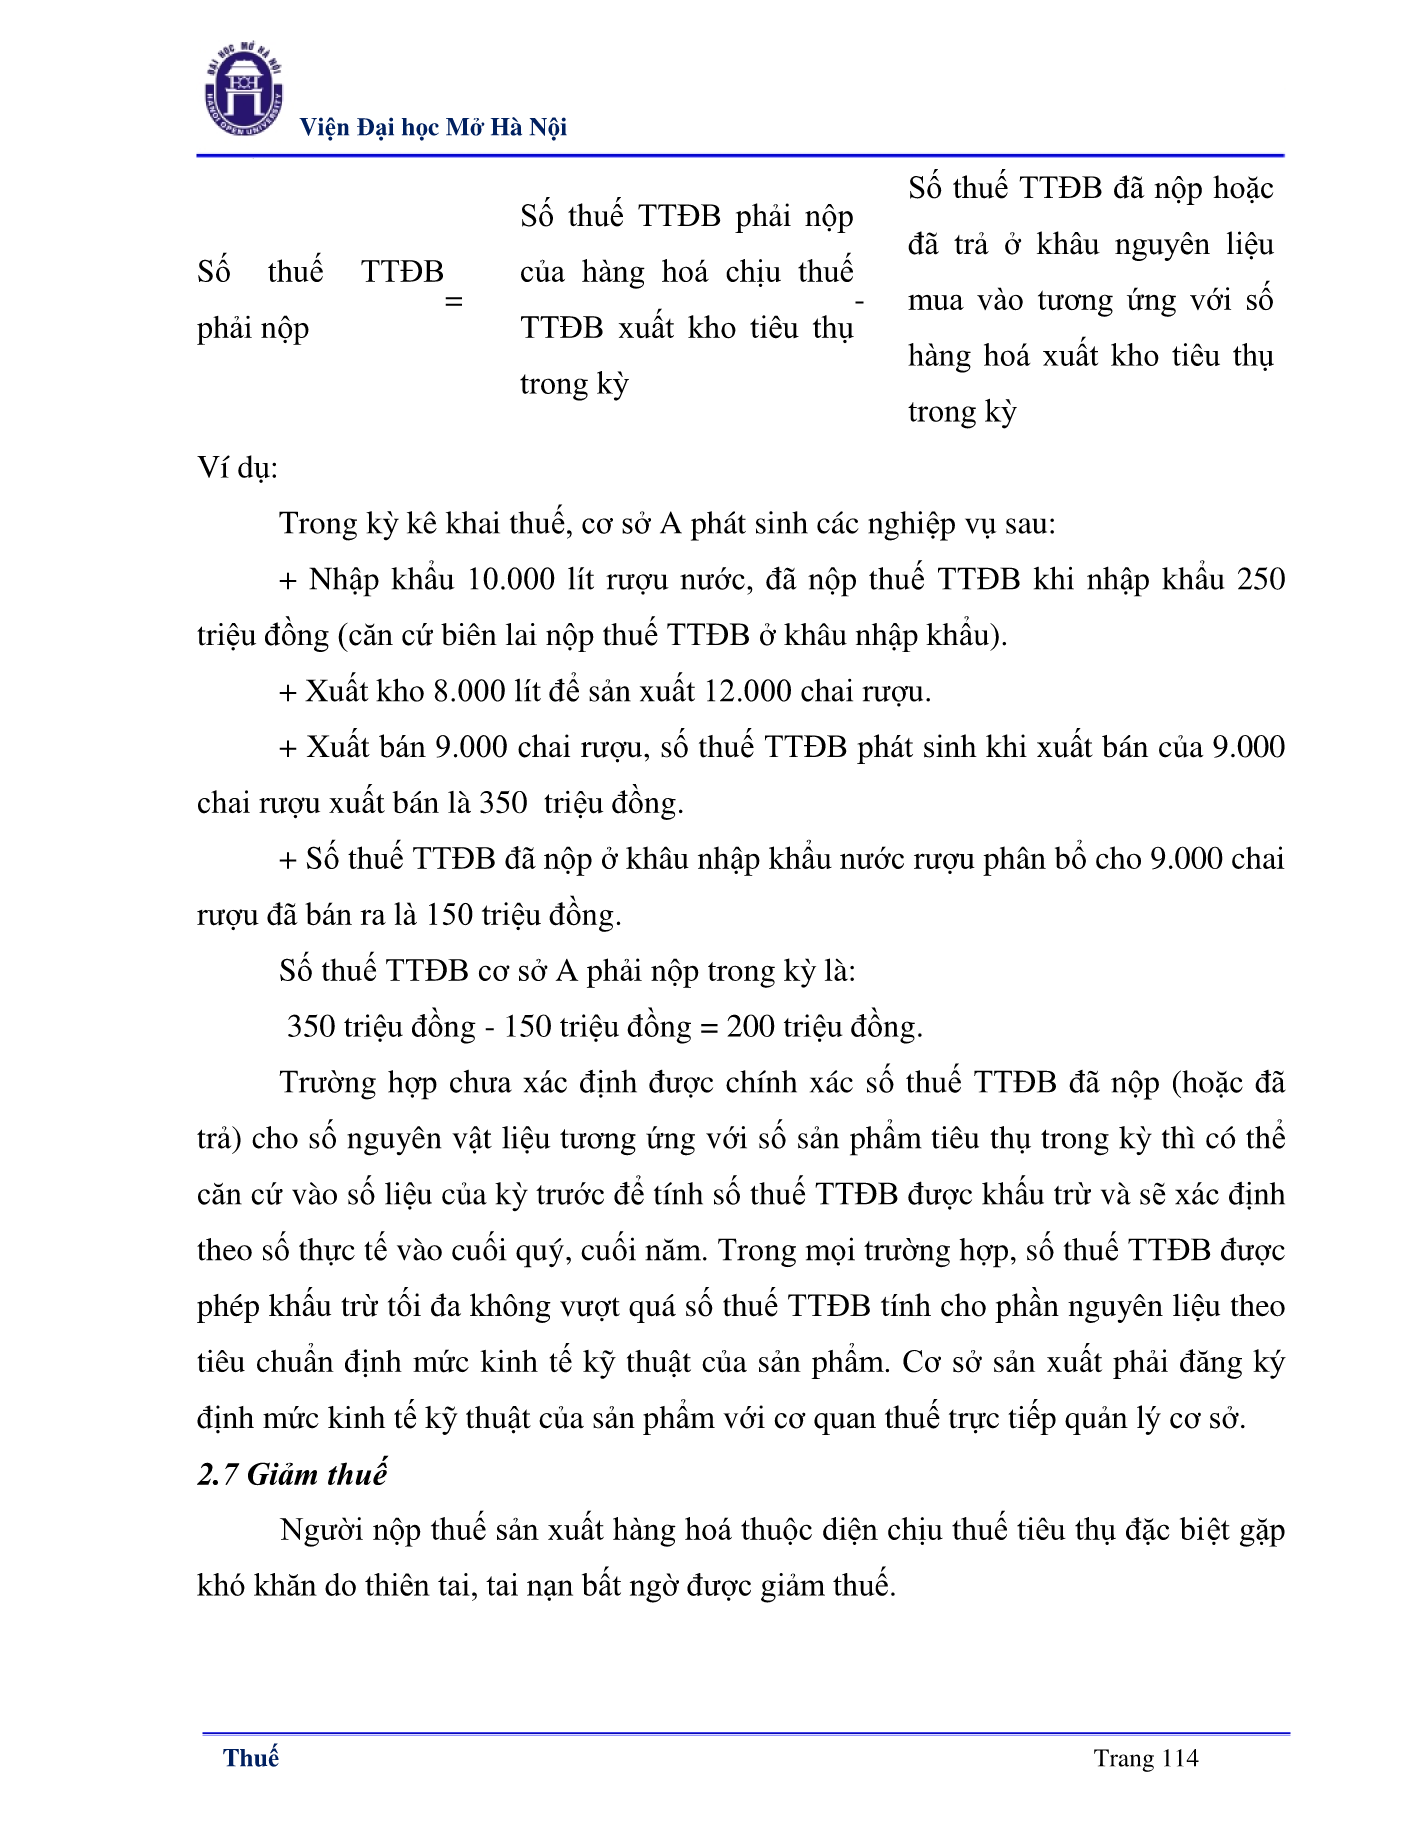 ĐẠI HỌC MỞ HÀ NỘI
HANOI OPEN UNIVERSITY
Viện Đại học Mở Hà Nội
Số thuế TTĐB
phải nộp
=
Số thuế TTĐB phải nộp
của hàng hoá chịu thuế
TTĐB xuất kho tiêu thụ
trong kỳ
-
Số thuế TTĐB đã nộp hoặc
đã trả ở khâu nguyên liệu
mua vào tương ứng với số
hàng hoá xuất kho tiêu thụ
trong kỳ
Ví dụ:
Trong kỳ kê khai thuế, cơ sở A phát sinh các nghiệp vụ sau:
+ Nhập khẩu 10.000 lít rượu nước, đã nộp thuế TTĐB khi nhập khẩu 250
triệu đồng (căn cứ biên lai nộp thuế TTĐB ở khâu nhập khẩu).
+ Xuất kho 8.000 lít để sản xuất 12.000 chai rượu.
+ Xuất bán 9.000 chai rượu, số thuế TTĐB phát sinh khi xuất bán của 9.000
chai rượu xuất bán là 350 triệu đồng.
+ Số thuế TTĐB đã nộp ở khâu nhập khẩu nước rượu phân bổ cho 9.000 chai
rượu đã bán ra là 150 triệu đồng.
Số thuế TTĐB cơ sở A phải nộp trong kỳ là:
350 triệu đồng - 150 triệu đồng = 200 triệu đồng.
Trường hợp chưa xác định được chính xác số thuế TTĐB đã nộp (hoặc đã
trả) cho số nguyên vật liệu tương ứng với số sản phẩm tiêu thụ trong kỳ thì có thể
căn cứ vào số liệu của kỳ trước để tính số thuế TTĐB được khấu trừ và sẽ xác định
theo số thực tế vào cuối quý, cuối năm. Trong mọi trường hợp, số thuế TTĐB được
phép khấu trừ tối đa không vượt quá số thuế TTĐB tính cho phần nguyên liệu theo
tiêu chuẩn định mức kinh tế kỹ thuật của sản phẩm. Cơ sở sản xuất phải đăng ký
định mức kinh tế kỹ thuật của sản phẩm với cơ quan thuế trực tiếp quản lý cơ sở.
2.7 Giảm thuế
Người nộp thuế sản xuất hàng hoá thuộc diện chịu thuế tiêu thụ đặc biệt gặp
khó khăn do thiên tai, tai nạn bất ngờ được giảm thuế.
Thuế
Trang 114